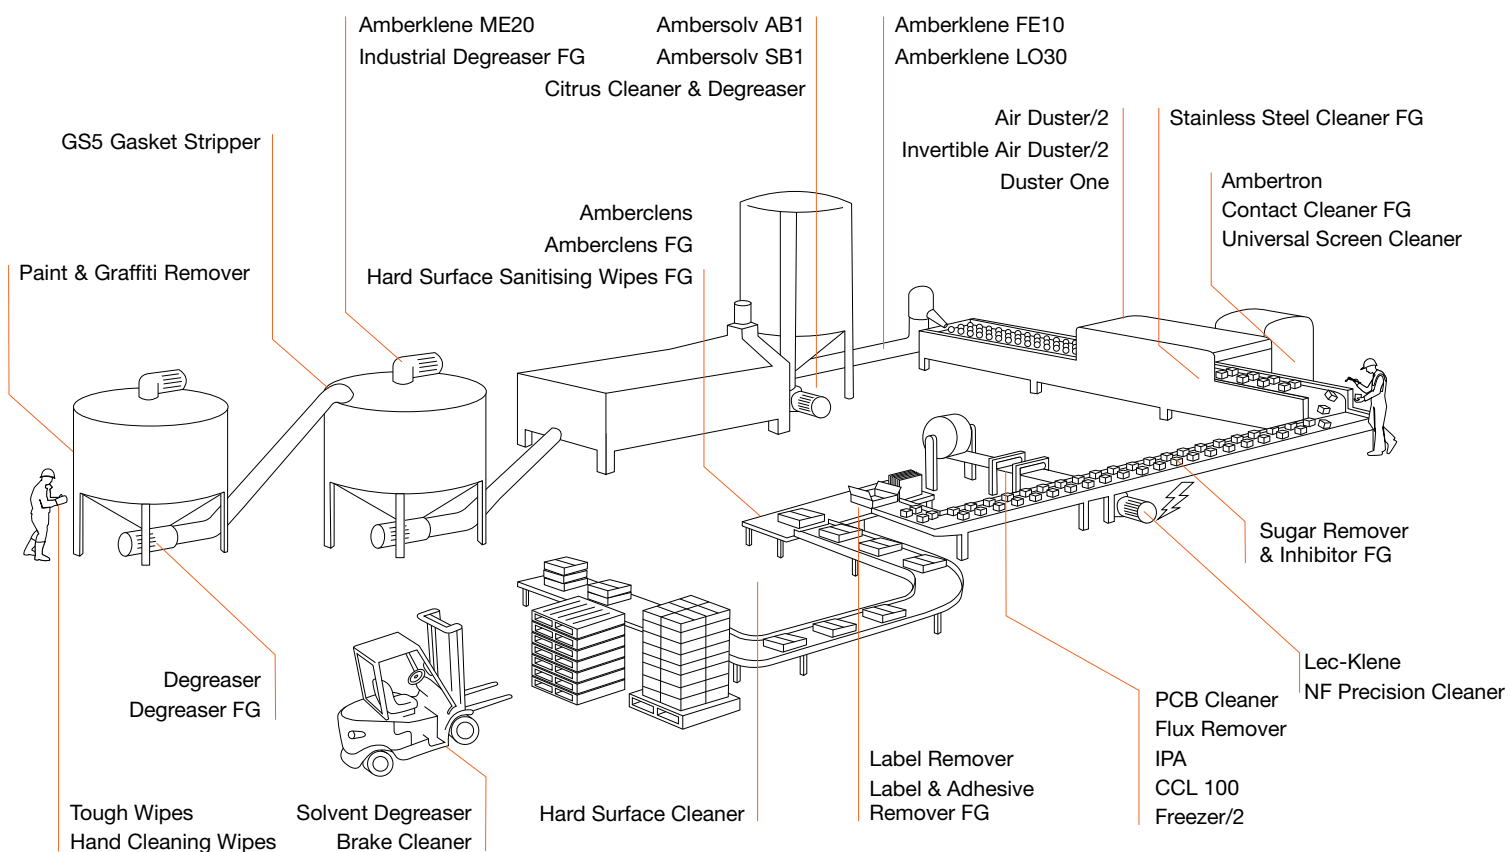 Amberklene ME20
Industrial Degreaser FG
Ambersolv AB1
Ambersolv SB1
Citrus Cleaner & Degreaser
Amberklene FE10
Amberklene LO30
Air Duster/2
Invertible Air Duster/2
Duster One
Stainless Steel Cleaner FG
GS5 Gasket Stripper
Ambertron
Contact Cleaner FG
Universal Screen Cleaner
Amberclens
Amberclens FG
Hard Surface Sanitising Wipes FG
Paint & Graffiti Remover
Sugar Remover
& Inhibitor FG
Lec-Klene
NF Precision Cleaner
Degreaser
Degreaser FG
PCB Cleaner
Flux Remover
IPA
CCL 100
Freezer/2
Label Remover
Label & Adhesive
Remover FG
Hard Surface Cleaner
Solvent Degreaser
Brake Cleaner
Tough Wipes
Hand Cleaning Wipes